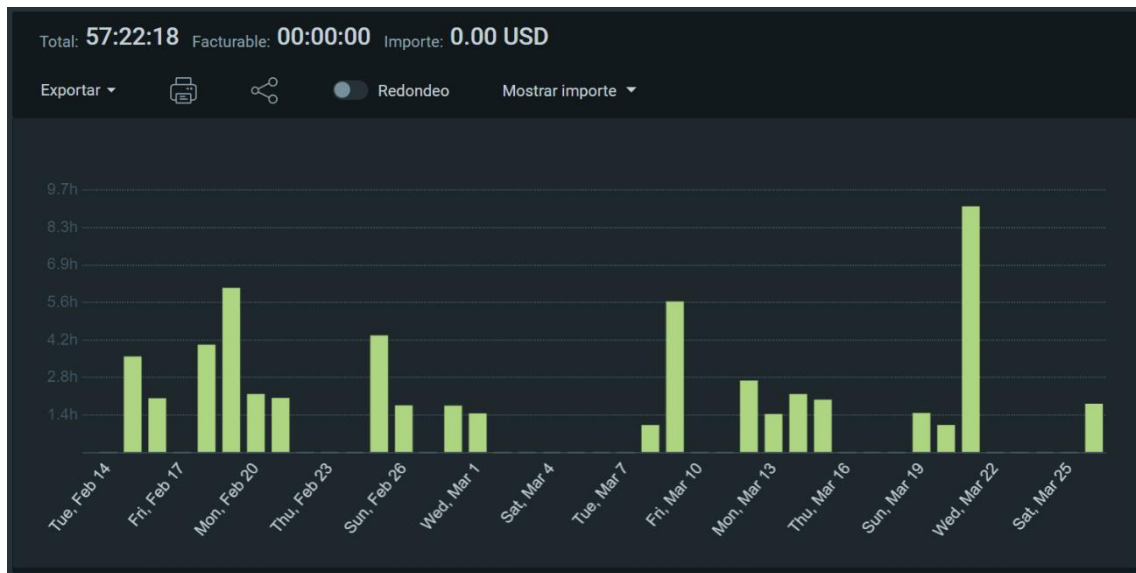 Total: 57:22:18 Facturable: 00:00:00 Importe: 0.00 USD
Exportar Redondeo Mostrar importe
9.7h
8.3h
6.9h
5.6h
4.2h
2.8h
1.4h
Tue, Feb 14
Fri, Feb 17
Mon, Feb 20
Thu, Feb 23
Sun, Feb 26
Wed, Mar 1
Sat, Mar 4
Tue, Mar 7
Fri, Mar 10
Mon, Mar 13
Thu, Mar 16
Sun, Mar 19
Wed, Mar 22
Sat, Mar 25